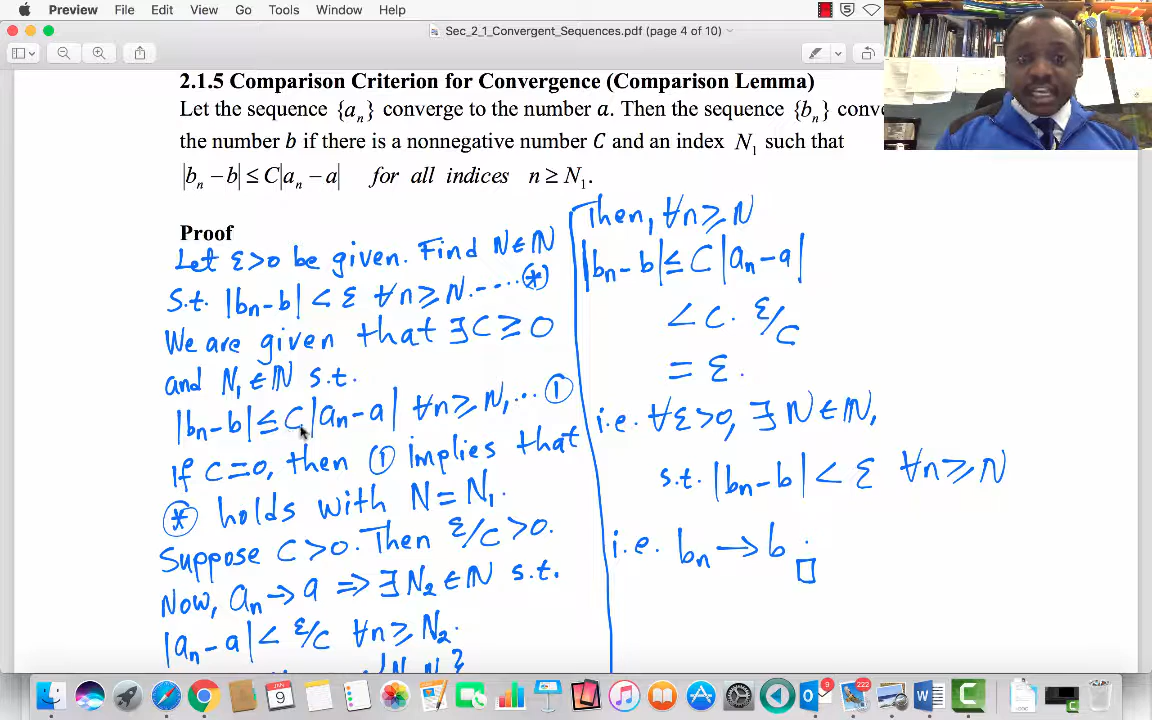 Preview File Edit View Go Tools Window Help
Sec_2_1_Convergent_Sequences.pdf (page 4 of 10)
2.1.5 Comparison Criterion for Convergence (Comparison Lemma)
Let the sequence {aₙ} converge to the number a. Then the sequence {bₙ} conve
the number b if there is a nonnegative number C and an index N₁ such that
|bₙ − b| ≤ C|aₙ − a| for all indices n ≥ N₁.
Proof
Let ε>0 be given. Find N∈ℕ
s.t. |bₙ−b| < ε ∀n≥N.----(*)
We are given that ∃C≥0
and N₁∈ℕ s.t.
|bₙ−b| ≤ C|aₙ−a| ∀n≥N₁...①
If C=0, then ① implies that
(*) holds with N=N₁.
Suppose C>0. Then ε/C>0.
Now, aₙ→a ⇒ ∃N₂∈ℕ s.t.
|aₙ−a| < ε/C ∀n≥N₂.
Then, ∀n≥N
|bₙ−b| ≤ C|aₙ−a|
< C. ε/C
= ε.
i.e. ∀ε>0, ∃N∈ℕ,
s.t. |bₙ−b| < ε ∀n≥N
i.e. bₙ→b.
□
JAN
9
9
222